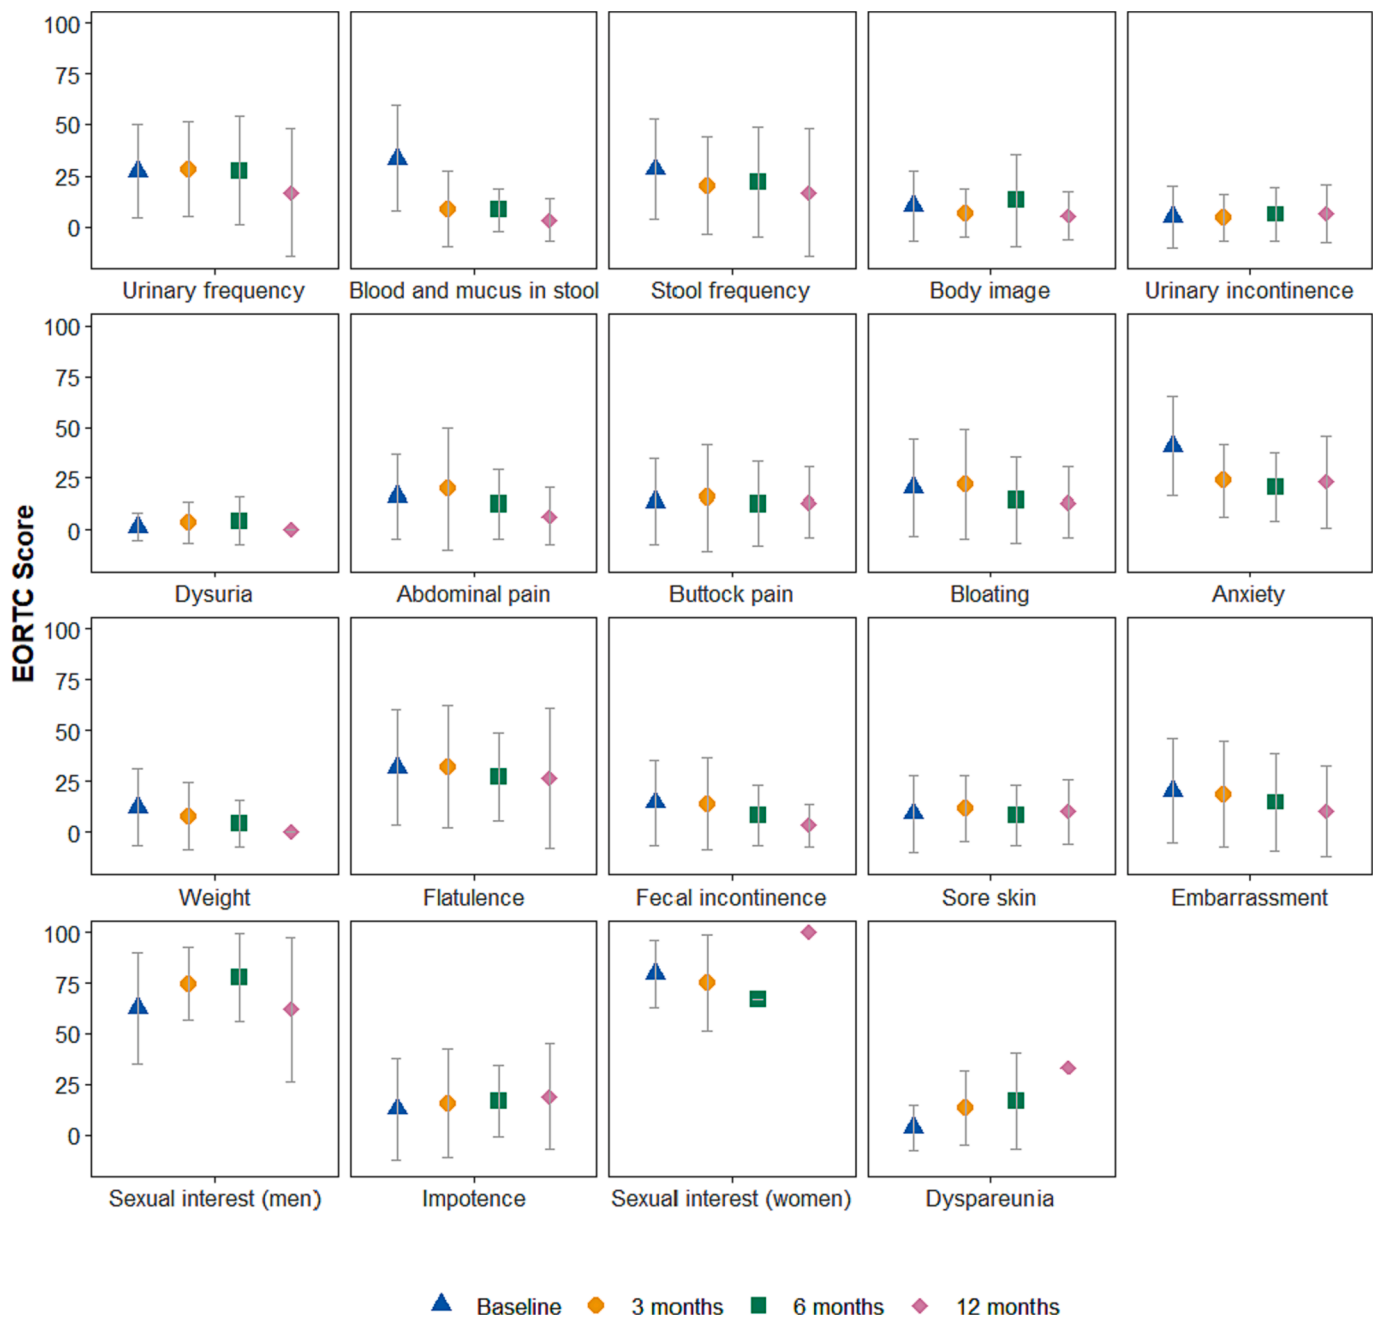 100
75
50
25
0
Urinary frequency
Blood and mucus in stool
Stool frequency
Body image
Urinary incontinence
100
75
50
25
0
Dysuria
Abdominal pain
Buttock pain
Bloating
Anxiety
EORTC Score
100
75
50
25
0
Weight
Flatulence
Fecal incontinence
Sore skin
Embarrassment
100
75
50
25
0
Sexual interest (men)
Impotence
Sexual interest (women)
Dyspareunia
Baseline
3 months
6 months
12 months